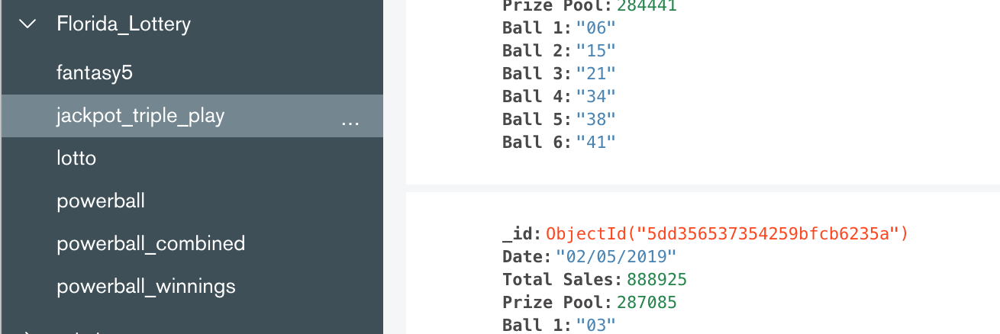 Florida_Lottery
fantasy5
jackpot_triple_play
...
lotto
powerball
powerball_combined
powerball_winnings
Prize Pool: 284441
Ball 1: "06"
Ball 2: "15"
Ball 3: "21"
Ball 4: "34"
Ball 5: "38"
Ball 6: "41"
_id: ObjectId("5dd356537354259bfcb6235a")
Date: "02/05/2019"
Total Sales: 888925
Prize Pool: 287085
Ball 1: "03"